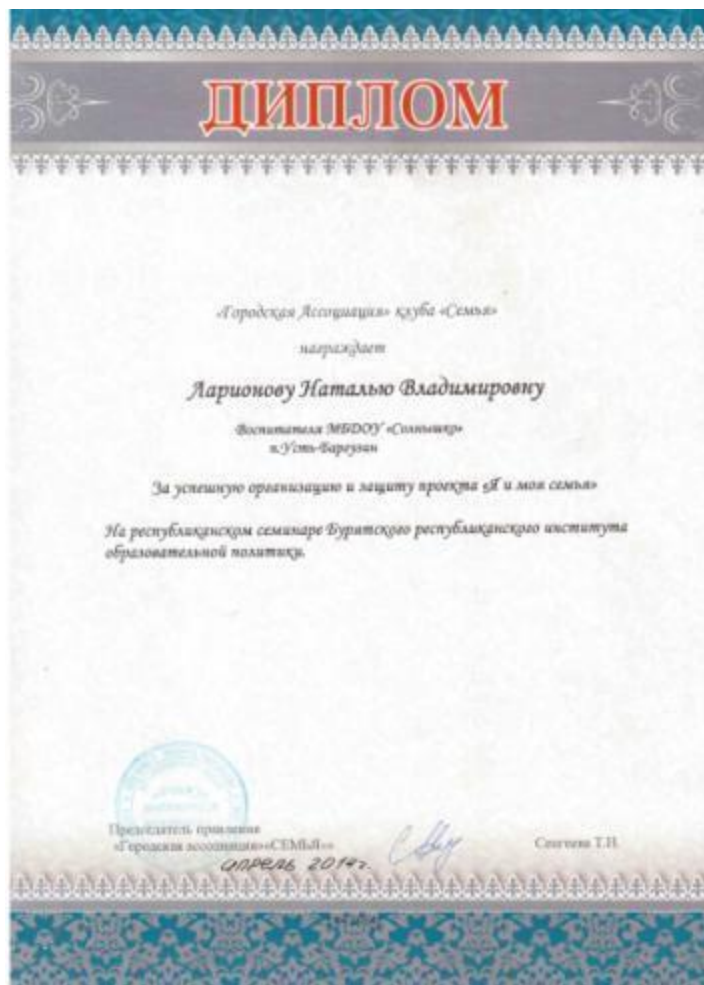 ДИПЛОМ
«Городская Ассоциация» клуба «Семья»
награждает
Ларионову Наталью Владимировну
Воспитателя МБДОУ «Солнышко»
п.Усть-Баргузин
За успешную организацию и защиту проекта «Я и моя семья»
На республиканском семинаре Бурятского республиканского института
образовательной политики.
Председатель правления
«Городская ассоциация»«СЕМЬЯ»»
Т.Н.
апрель 2014г.